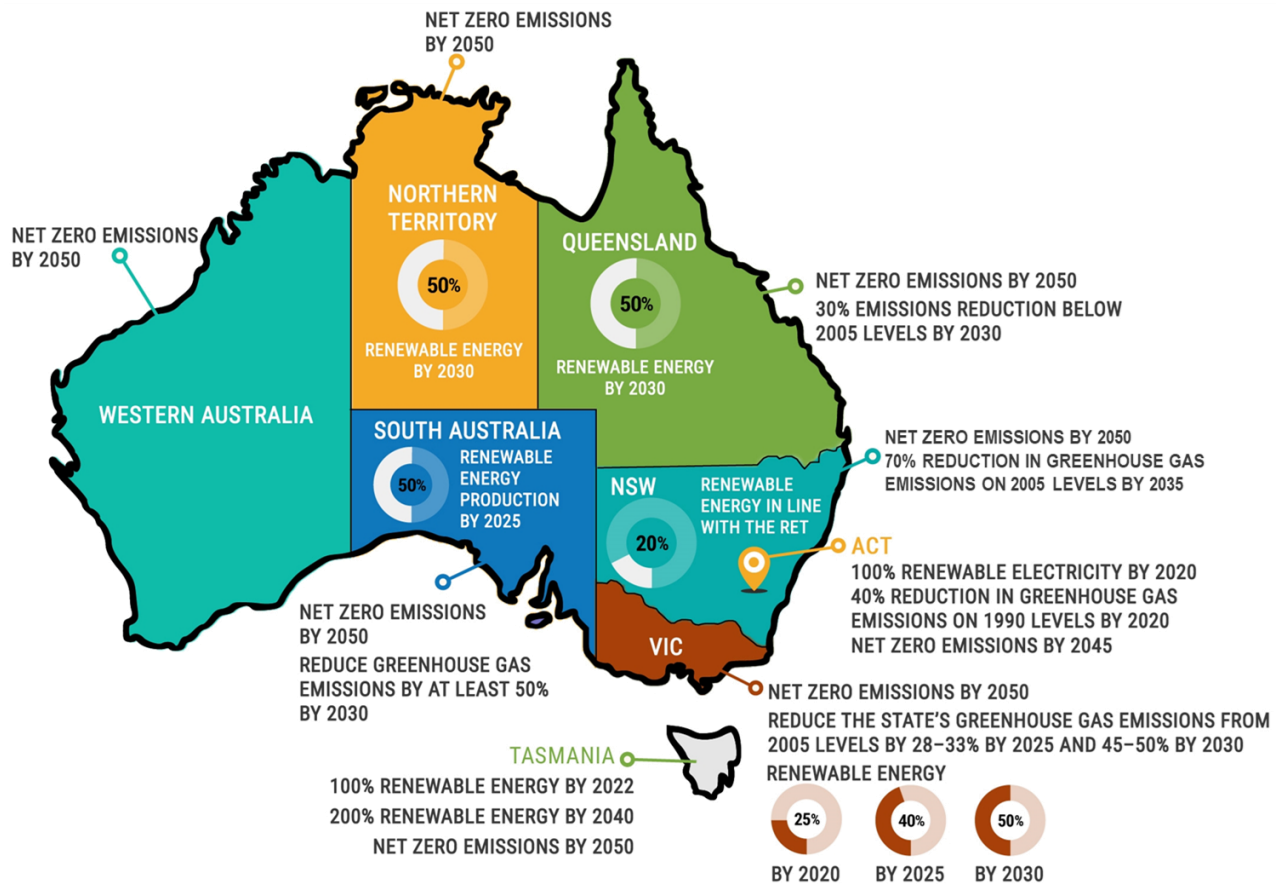 NET ZERO EMISSIONS
BY 2050
NET ZERO EMISSIONS
BY 2050
WESTERN AUSTRALIA
NORTHERN
TERRITORY
50%
RENEWABLE ENERGY
BY 2030
QUEENSLAND
50%
RENEWABLE ENERGY
BY 2030
NET ZERO EMISSIONS BY 2050
30% EMISSIONS REDUCTION BELOW
2005 LEVELS BY 2030
SOUTH AUSTRALIA
50%
RENEWABLE
ENERGY
PRODUCTION
BY 2025
NET ZERO EMISSIONS
BY 2050
REDUCE GREENHOUSE GAS
EMISSIONS BY AT LEAST 50%
BY 2030
NSW
20%
RENEWABLE
ENERGY IN LINE
WITH THE RET
NET ZERO EMISSIONS BY 2050
70% REDUCTION IN GREENHOUSE GAS
EMISSIONS ON 2005 LEVELS BY 2035
ACT
100% RENEWABLE ELECTRICITY BY 2020
40% REDUCTION IN GREENHOUSE GAS
EMISSIONS ON 1990 LEVELS BY 2020
NET ZERO EMISSIONS BY 2045
VIC
NET ZERO EMISSIONS BY 2050
REDUCE THE STATE'S GREENHOUSE GAS EMISSIONS FROM
2005 LEVELS BY 28–33% BY 2025 AND 45–50% BY 2030
RENEWABLE ENERGY
25%
BY 2020
40%
BY 2025
50%
BY 2030
TASMANIA
100% RENEWABLE ENERGY BY 2022
200% RENEWABLE ENERGY BY 2040
NET ZERO EMISSIONS BY 2050